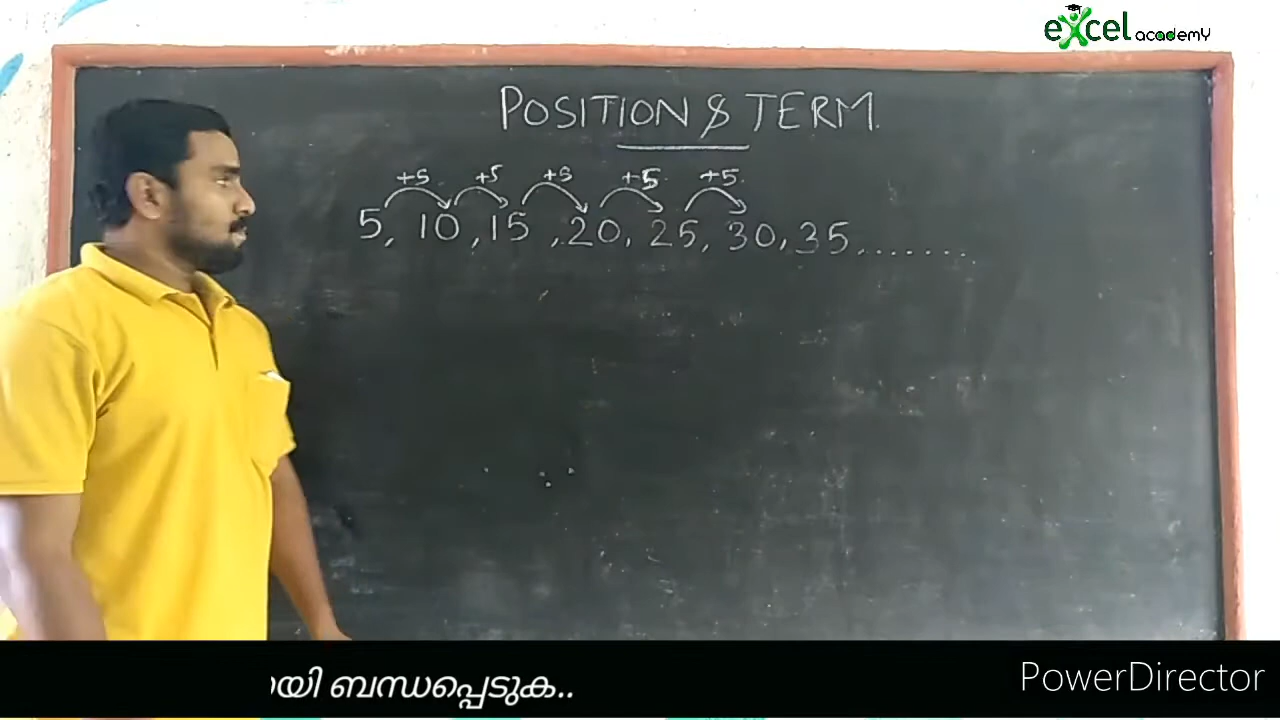 eXcel academy
POSITION & TERM
+5 +5 +5 +5 +5
5, 10, 15, 20, 25, 30, 35, .......
യി ബന്ധപ്പെടുക..
PowerDirector